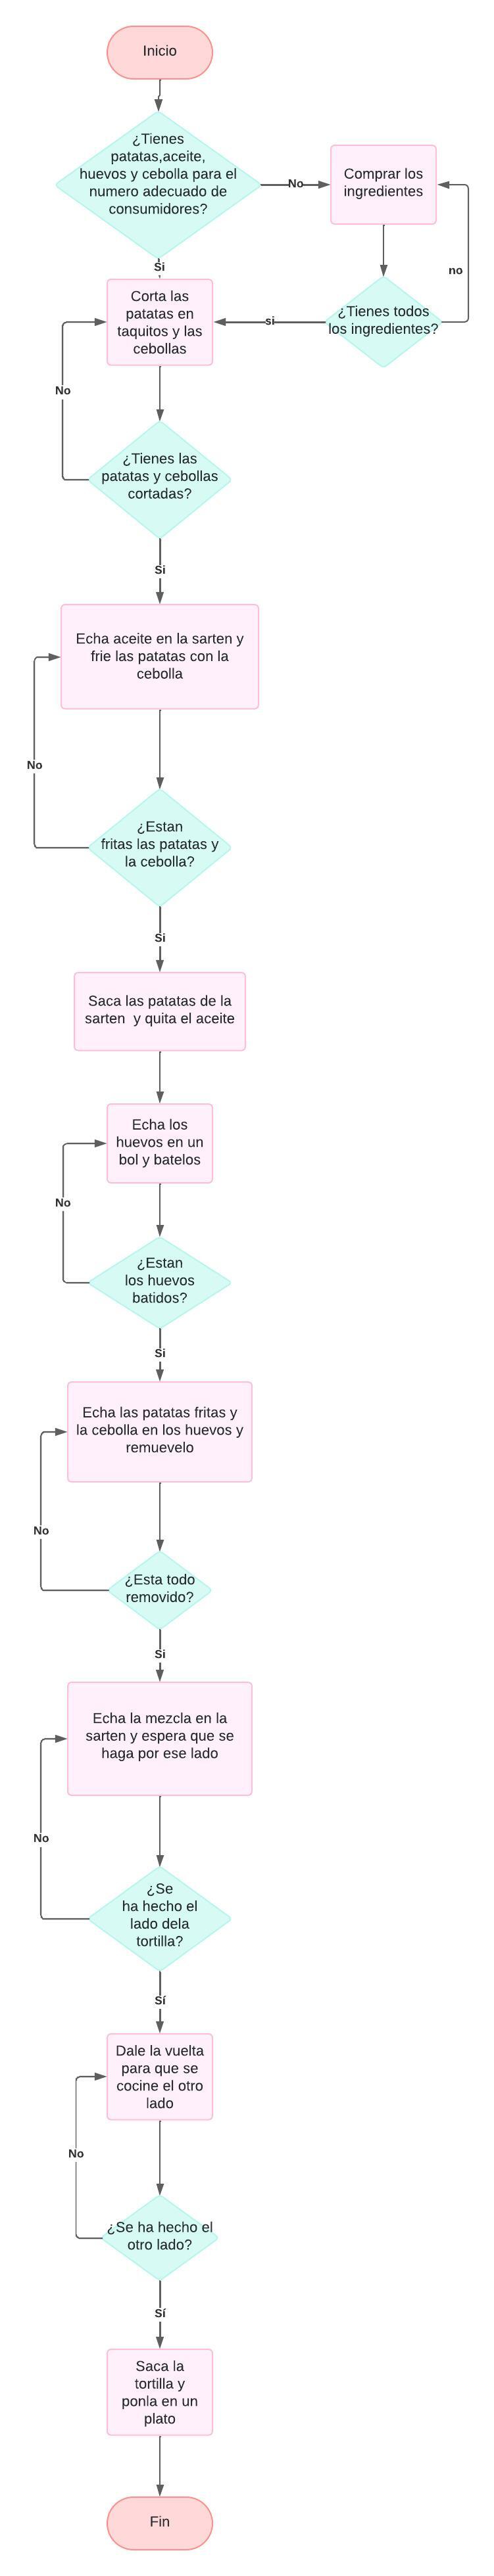 Inicio
¿Tienes
patatas,aceite,
huevos y cebolla para el
numero adecuado de
consumidores?
No
Comprar los
ingredientes
no
Si
¿Tienes todos
los ingredientes?
si
Corta las
patatas en
taquitos y las
cebollas
No
¿Tienes las
patatas y cebollas
cortadas?
Si
Echa aceite en la sarten y
frie las patatas con la
cebolla
No
¿Estan
fritas las patatas y
la cebolla?
Si
Saca las patatas de la
sarten y quita el aceite
Echa los
huevos en un
bol y batelos
No
¿Estan
los huevos
batidos?
Si
Echa las patatas fritas y
la cebolla en los huevos y
remuevelo
No
¿Esta todo
removido?
Si
Echa la mezcla en la
sarten y espera que se
haga por ese lado
No
¿Se
ha hecho el
lado dela
tortilla?
Sí
Dale la vuelta
para que se
cocine el otro
lado
No
¿Se ha hecho el
otro lado?
Sí
Saca la
tortilla y
ponla en un
plato
Fin